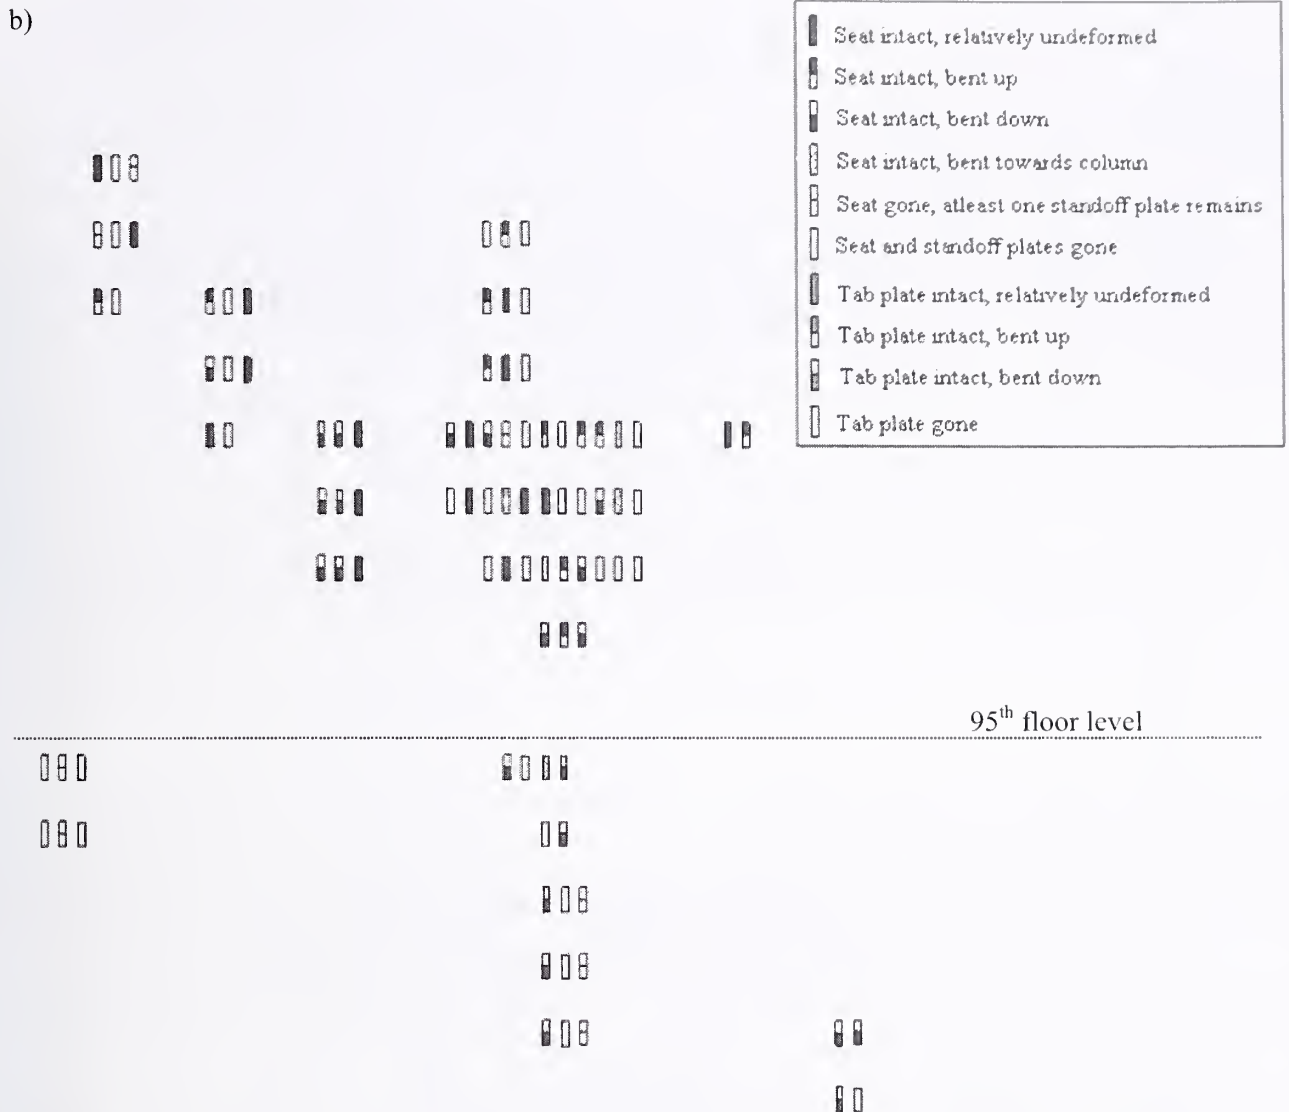 b)
Seat intact, relatively undeformed
Seat intact, bent up
Seat intact, bent down
Seat intact, bent towards column
Seat gone, atleast one standoff plate remains
Seat and standoff plates gone
Tab plate intact, relatively undeformed
Tab plate intact, bent up
Tab plate intact, bent down
Tab plate gone
95th floor level